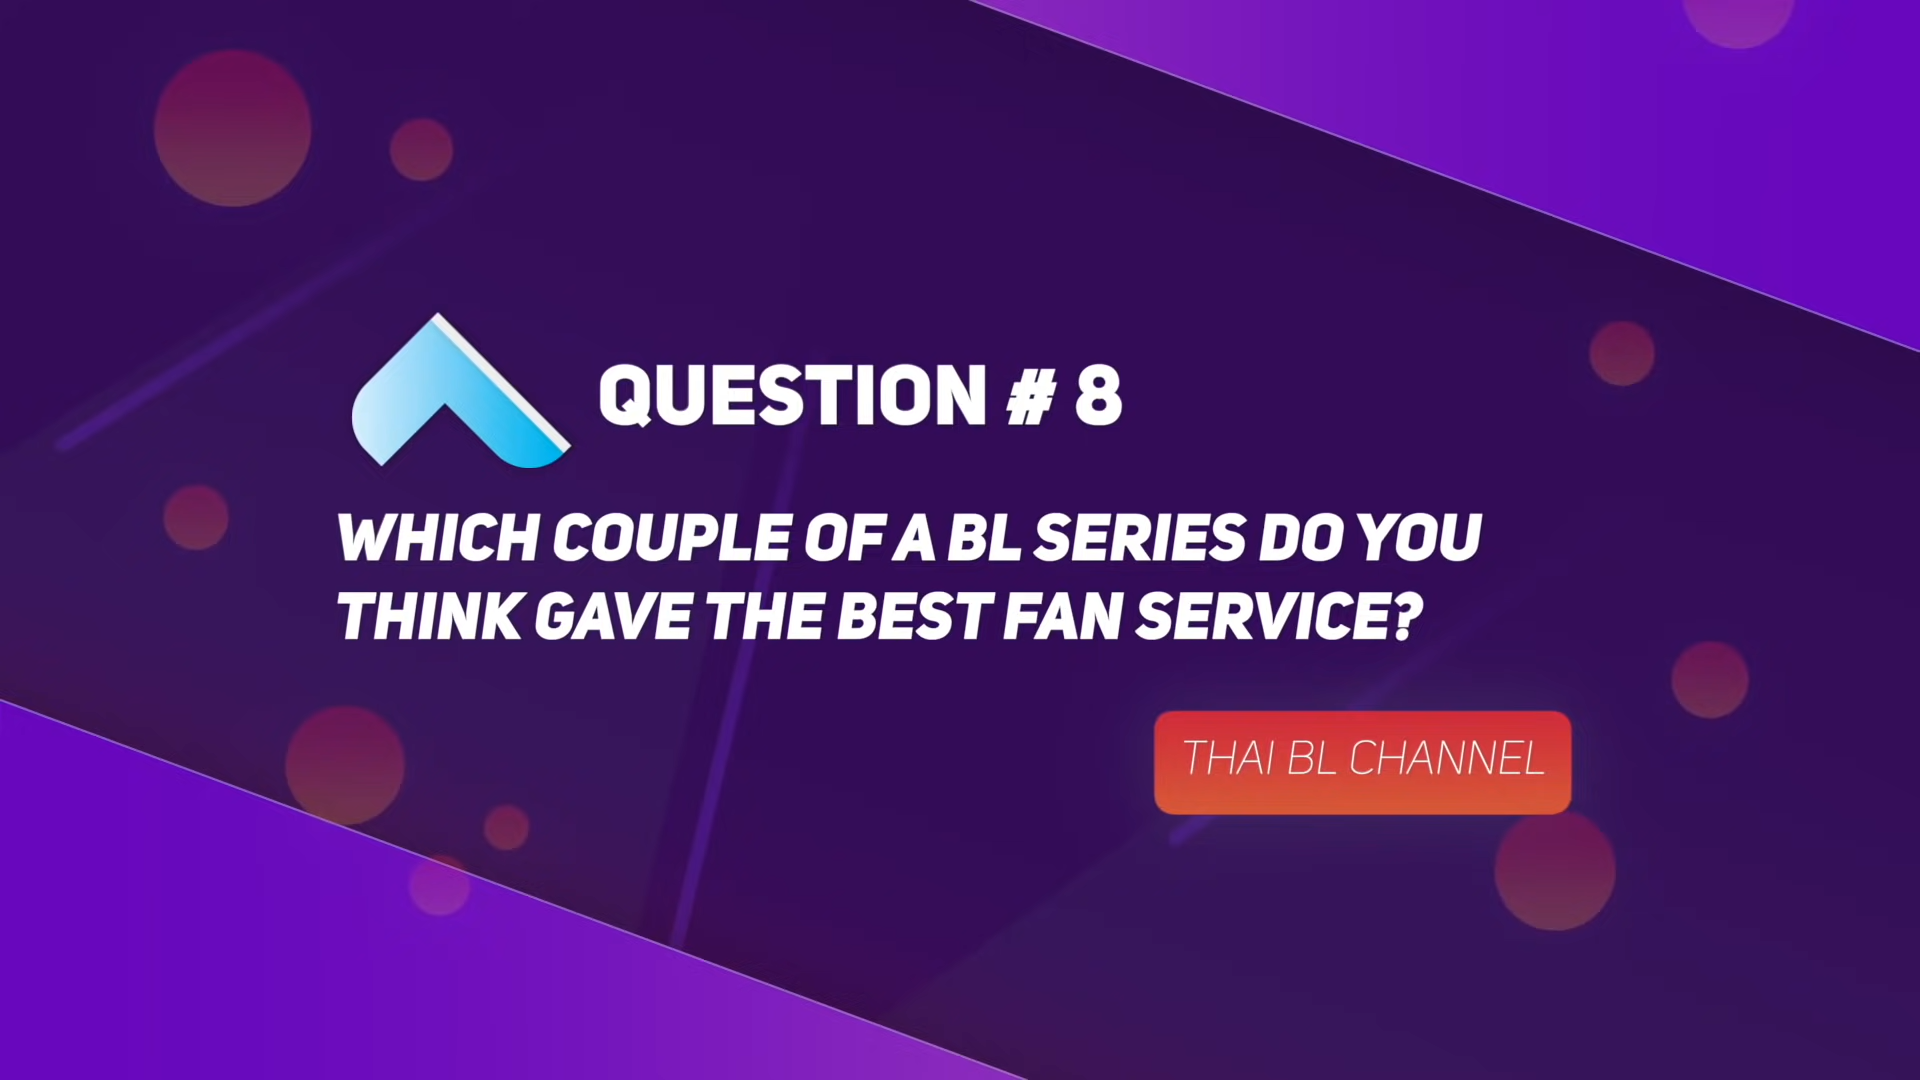 QUESTION # 8
WHICH COUPLE OF A BL SERIES DO YOU
THINK GAVE THE BEST FAN SERVICE?
THAI BL CHANNEL